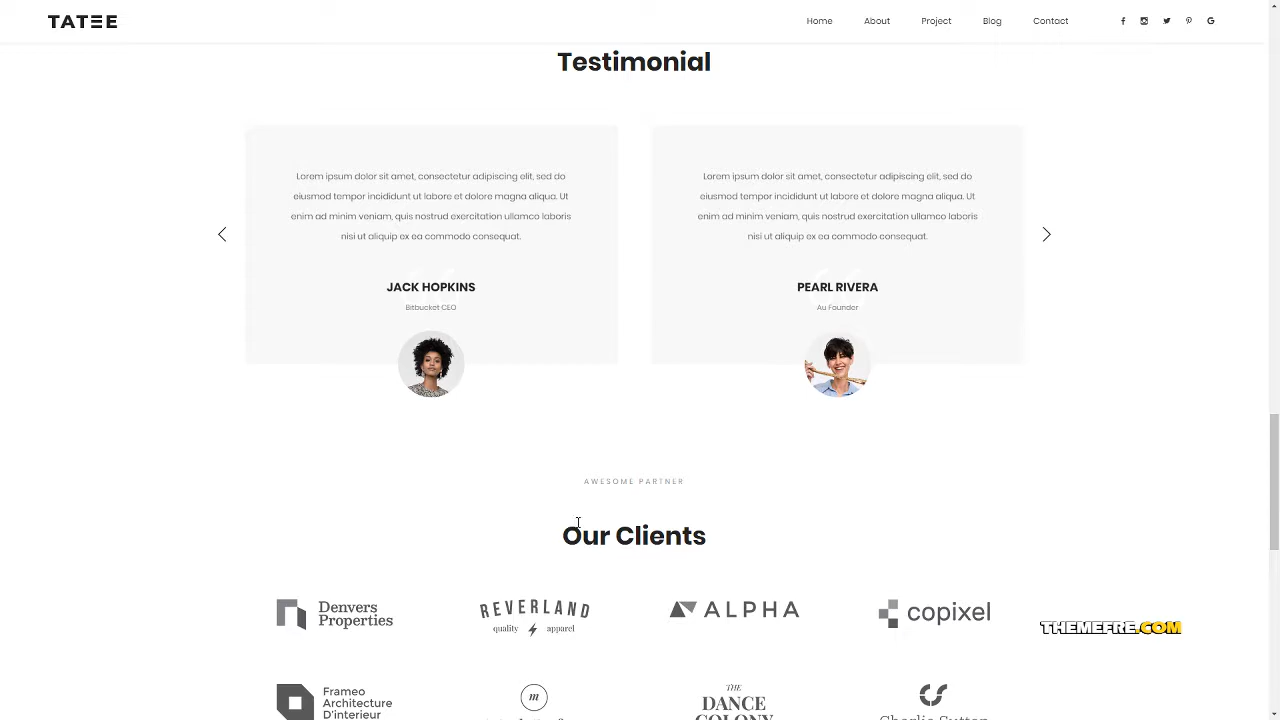 TATEE
Home About Project Blog Contact
Testimonial
Lorem ipsum dolor sit amet, consectetur adipiscing elit, sed do
eiusmod tempor incididunt ut labore et dolore magna aliqua. Ut
enim ad minim veniam, quis nostrud exercitation ullamco laboris
nisi ut aliquip ex ea commodo consequat.
JACK HOPKINS
Bitbucket CEO
Lorem ipsum dolor sit amet, consectetur adipiscing elit, sed do
eiusmod tempor incididunt ut labore et dolore magna aliqua. Ut
enim ad minim veniam, quis nostrud exercitation ullamco laboris
nisi ut aliquip ex ea commodo consequat.
PEARL RIVERA
Au Founder
AWESOME PARTNER
Our Clients
Denvers
Properties
REVERLAND
quality apparel
ALPHA
copixel
THEMEFRE.COM
Frameo
Architecture
D'interieur
m
THE
DANCE
COLONY
Charlie Sutton